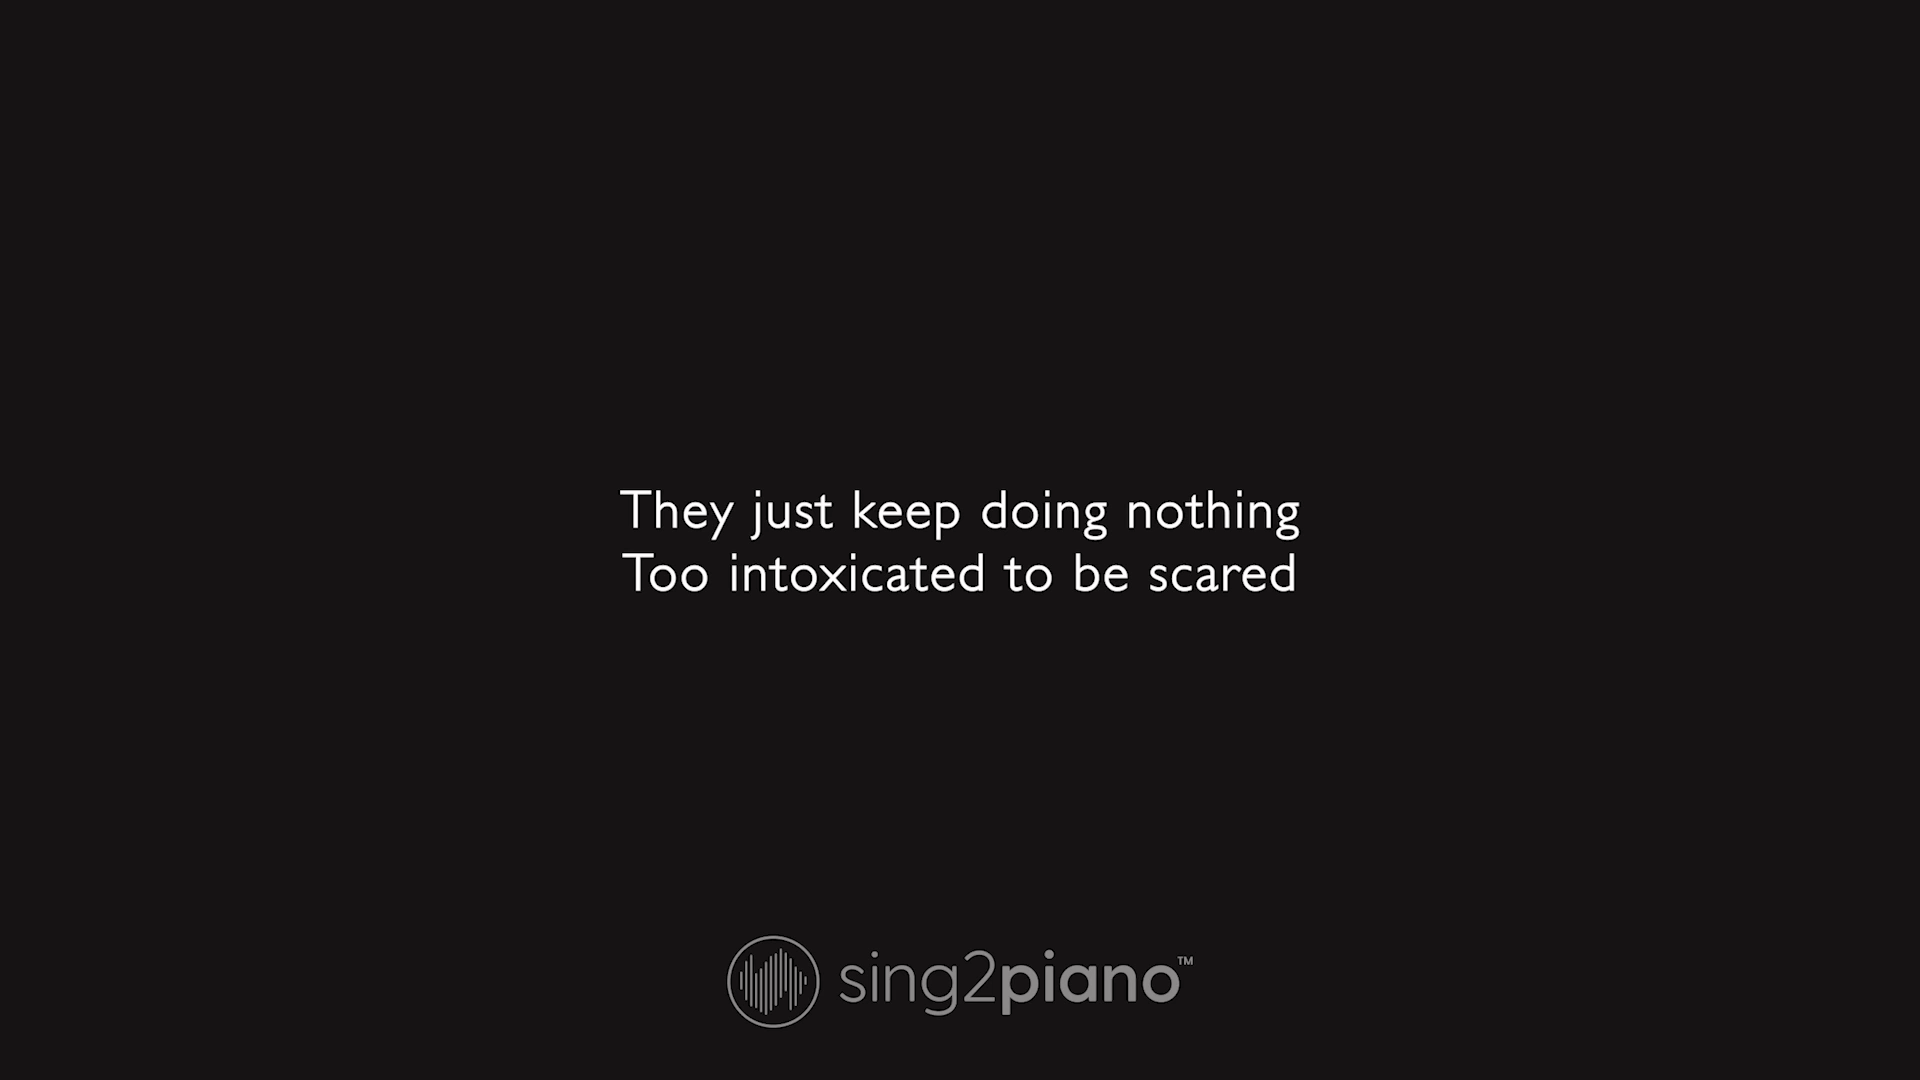 They just keep doing nothing
Too intoxicated to be scared
sing2piano™